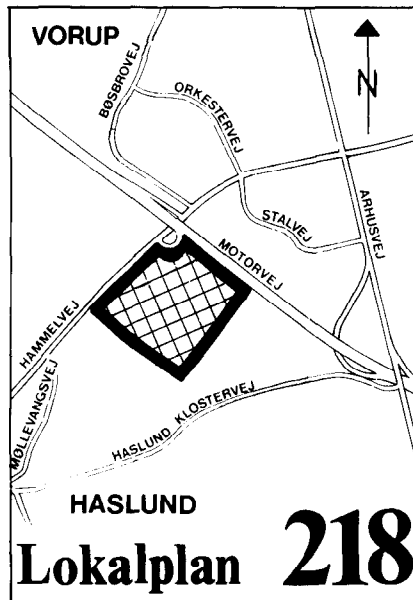 VORUP
BØSBROVEJ
ORKESTERVEJ
N
STALVEJ
ARHUSVEJ
MOTORVEJ
HAMMELVEJ
MØLLEVANGSVEJ
HASLUND KLOSTERVEJ
HASLUND
Lokalplan 218